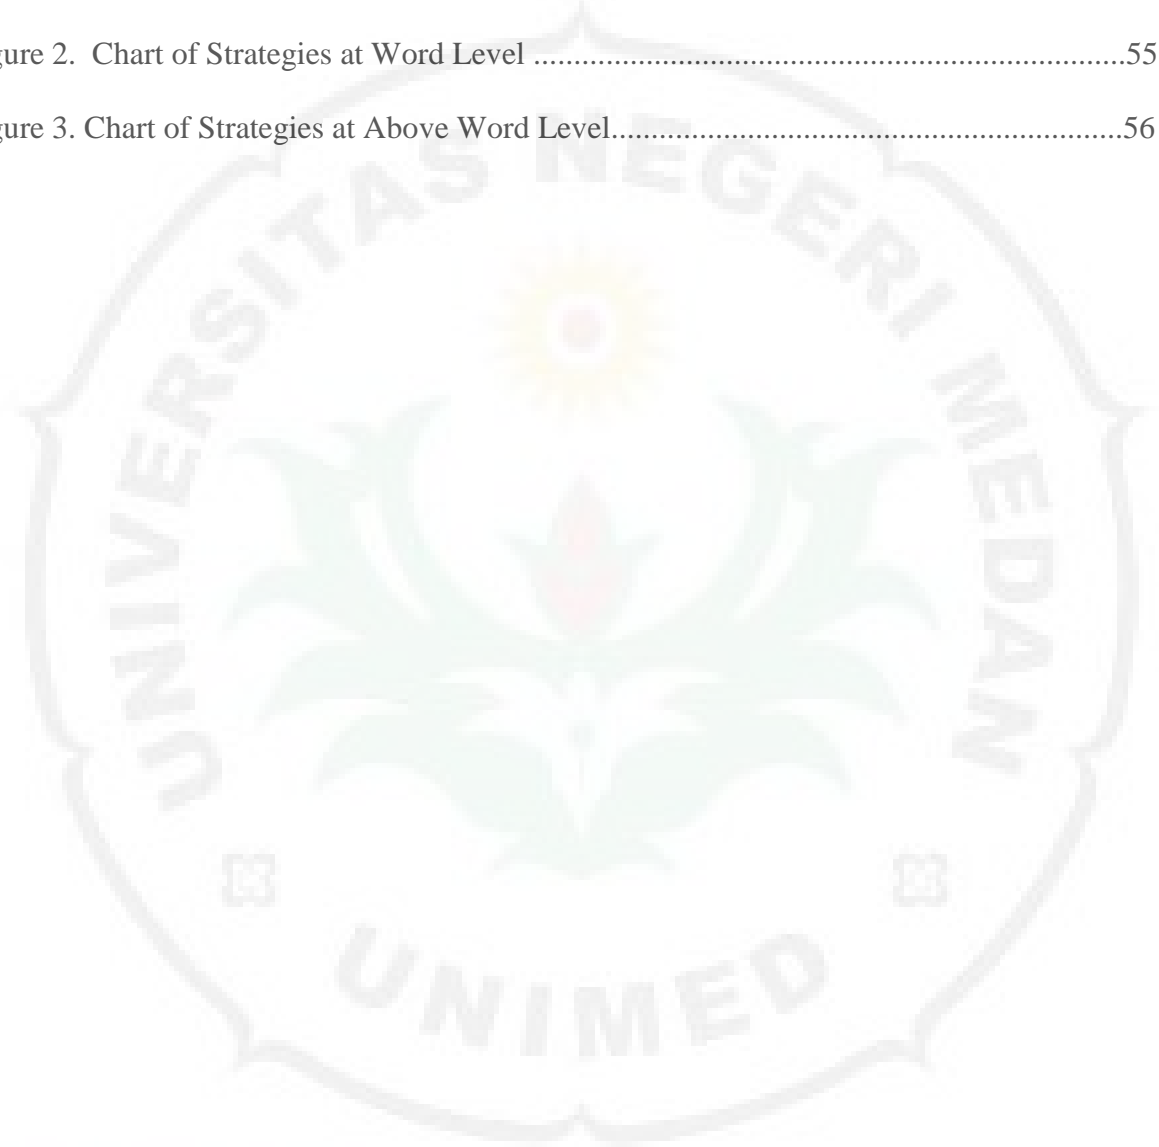 gure 2.  Chart of Strategies at Word Level ..........................................................................55
gure 3. Chart of Strategies at Above Word Level................................................................56
UNIVERSITAS NEGERI MEDAN
UNIMED